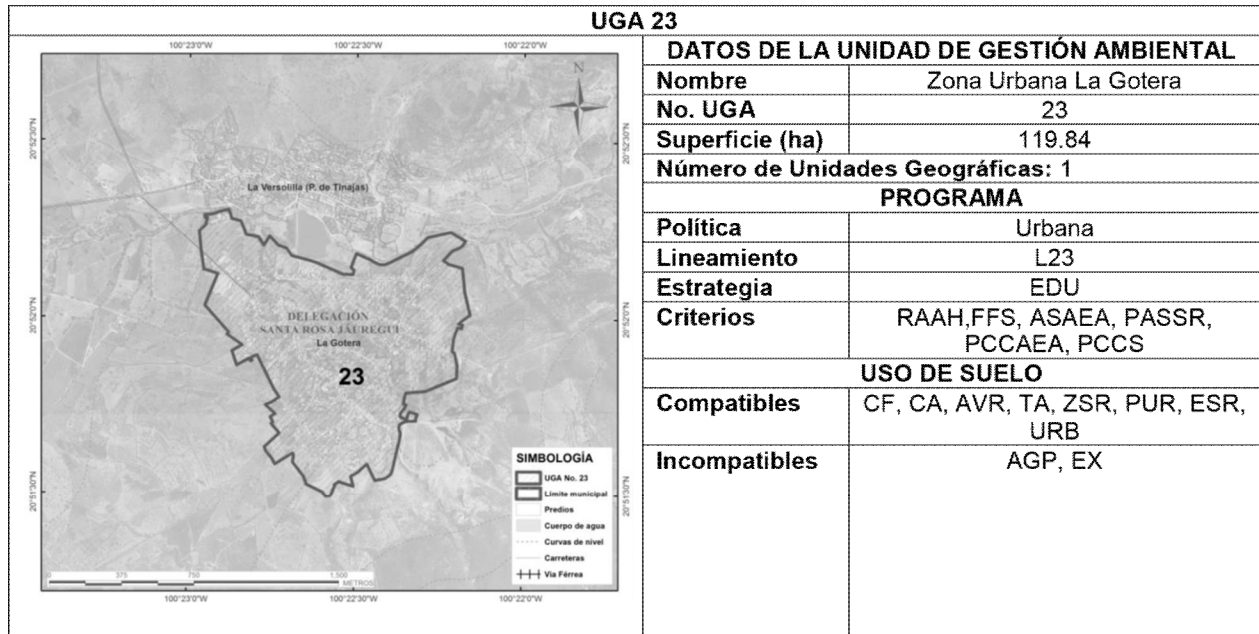 UGA 23
100°23'0"W 100°22'30"W 100°22'0"W
N
20°52'30"N 20°52'30"N
La Versolilla (P. de Tinajas)
20°52'0"N 20°52'0"N
DELEGACIÓN
SANTA ROSA JÁUREGUI
La Gotera
23
20°51'30"N 20°51'30"N
SIMBOLOGÍA
UGA No. 23
Límite municipal
Predios
Cuerpo de agua
Curvas de nivel
Carreteras
Vía Férrea
0 375 750 1,500
METROS
100°23'0"W 100°22'30"W 100°22'0"W
DATOS DE LA UNIDAD DE GESTIÓN AMBIENTAL
Nombre Zona Urbana La Gotera
No. UGA 23
Superficie (ha) 119.84
Número de Unidades Geográficas: 1
PROGRAMA
Política Urbana
Lineamiento L23
Estrategia EDU
Criterios RAAH,FFS, ASAEA, PASSR,
PCCAEA, PCCS
USO DE SUELO
Compatibles CF, CA, AVR, TA, ZSR, PUR, ESR,
URB
Incompatibles AGP, EX